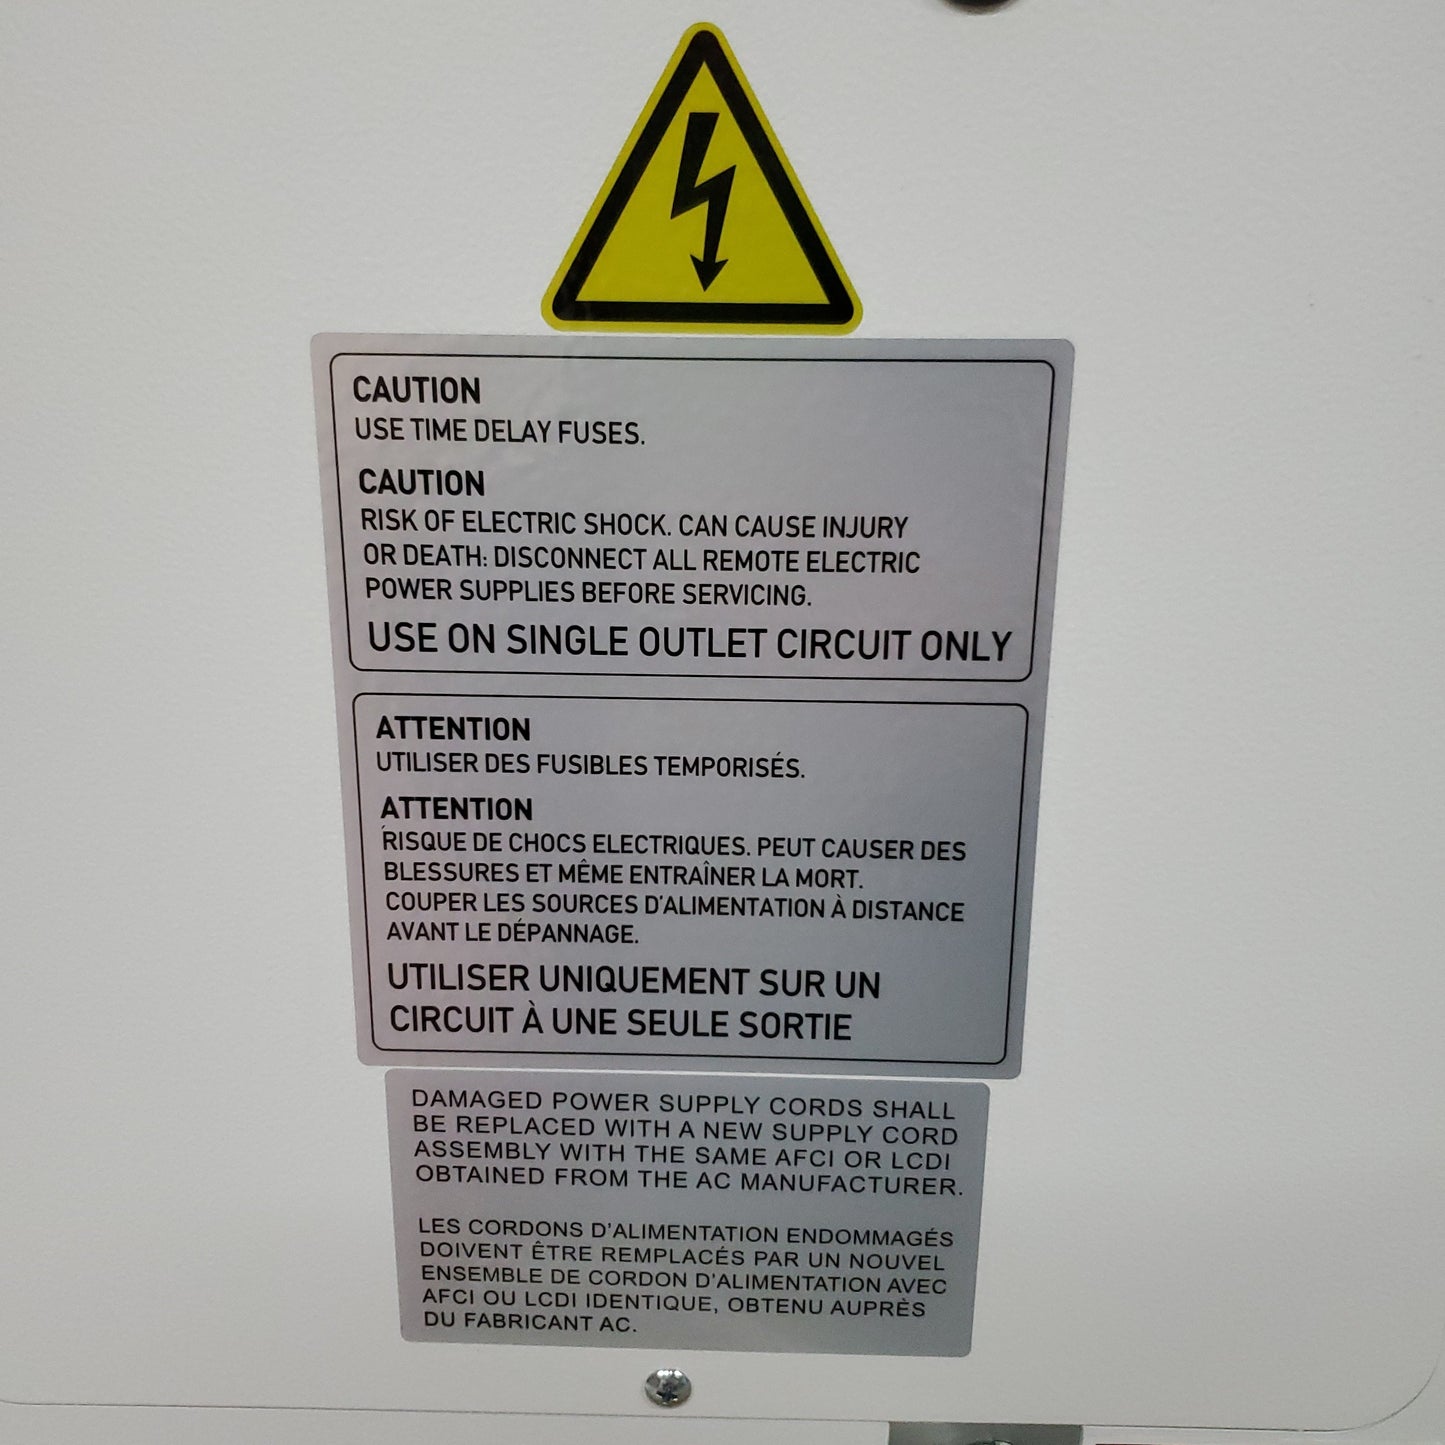 CAUTION
USE TIME DELAY FUSES.
CAUTION
RISK OF ELECTRIC SHOCK. CAN CAUSE INJURY
OR DEATH: DISCONNECT ALL REMOTE ELECTRIC
POWER SUPPLIES BEFORE SERVICING.
USE ON SINGLE OUTLET CIRCUIT ONLY
ATTENTION
UTILISER DES FUSIBLES TEMPORISÉS.
ATTENTION
RISQUE DE CHOCS ELECTRIQUES. PEUT CAUSER DES
BLESSURES ET MÊME ENTRAÎNER LA MORT.
COUPER LES SOURCES D'ALIMENTATION À DISTANCE
AVANT LE DÉPANNAGE.
UTILISER UNIQUEMENT SUR UN
CIRCUIT À UNE SEULE SORTIE
DAMAGED POWER SUPPLY CORDS SHALL
BE REPLACED WITH A NEW SUPPLY CORD
ASSEMBLY WITH THE SAME AFCI OR LCDI
OBTAINED FROM THE AC MANUFACTURER.
LES CORDONS D'ALIMENTATION ENDOMMAGÉS
DOIVENT ÊTRE REMPLACÉS PAR UN NOUVEL
ENSEMBLE DE CORDON D'ALIMENTATION AVEC
AFCI OU LCDI IDENTIQUE, OBTENU AUPRÈS
DU FABRICANT AC.